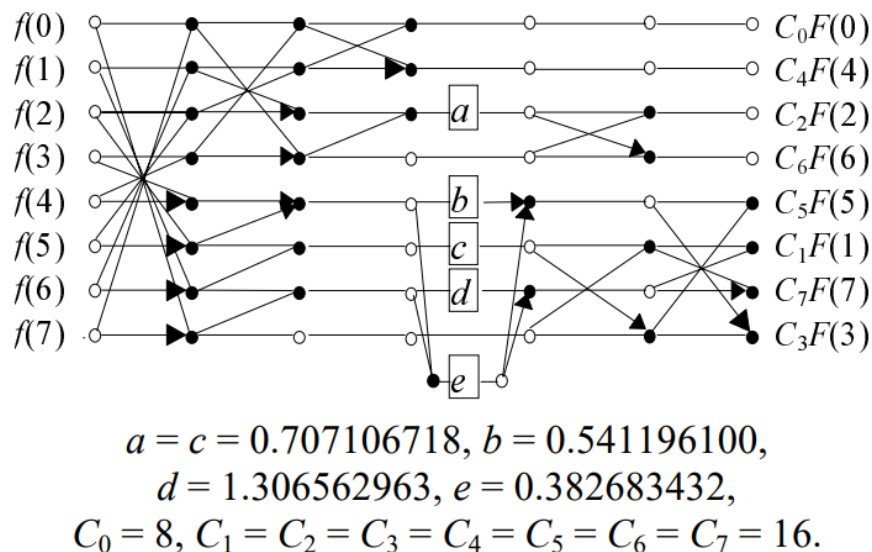 f(0) C₀F(0)
f(1) C₄F(4)
f(2) a C₂F(2)
f(3) C₆F(6)
f(4) b C₅F(5)
f(5) c C₁F(1)
f(6) d C₇F(7)
f(7) C₃F(3)
e
a = c = 0.707106718, b = 0.541196100,
d = 1.306562963, e = 0.382683432,
C₀ = 8, C₁ = C₂ = C₃ = C₄ = C₅ = C₆ = C₇ = 16.